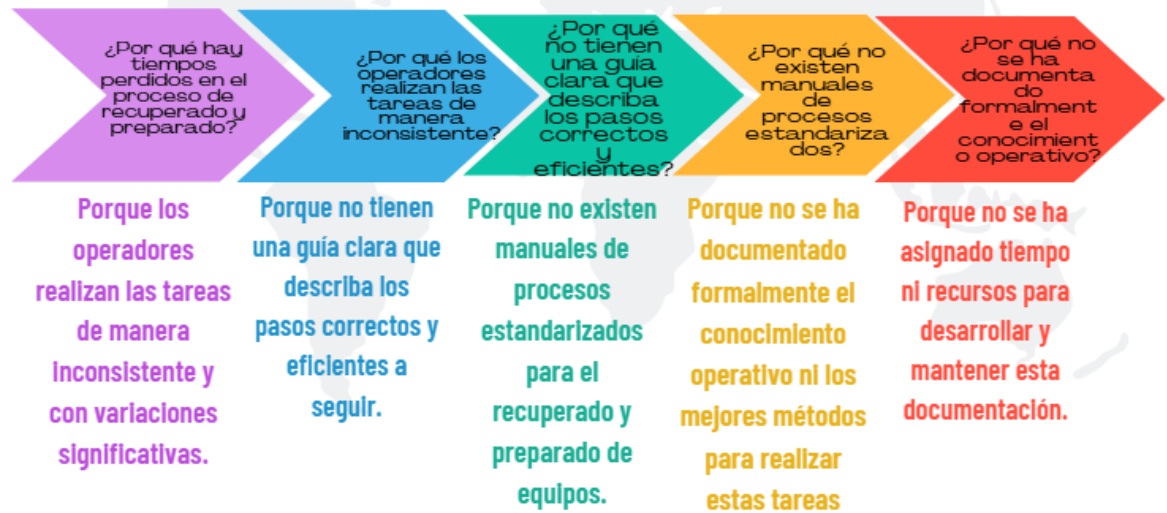 ¿Por qué hay
tiempos
perdidos en el
proceso de
recuperado y
preparado?
¿Por qué los
operadores
realizan las
tareas de
manera
inconsistente?
¿Por qué
no tienen
una guía
clara que
describa
los pasos
correctos
y
eficientes?
¿Por qué no
existen
manuales
de
procesos
estandariza
dos?
¿Por qué no
se ha
documenta
do
formalment
e el
conocimient
o operativo?
Porque los
operadores
realizan las tareas
de manera
inconsistente y
con variaciones
significativas.
Porque no tienen
una guía clara que
describa los
pasos correctos y
eficientes a
seguir.
Porque no existen
manuales de
procesos
estandarizados
para el
recuperado y
preparado de
equipos.
Porque no se ha
documentado
formalmente el
conocimiento
operativo ni los
mejores métodos
para realizar
estas tareas
Porque no se ha
asignado tiempo
ni recursos para
desarrollar y
mantener esta
documentación.